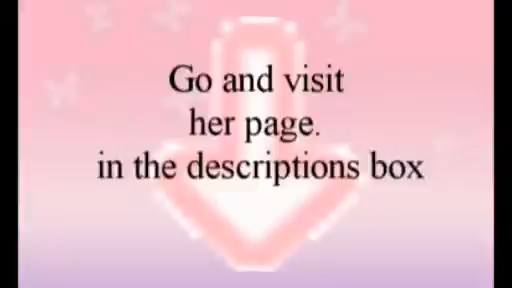 Go and visit
her page.
in the descriptions box